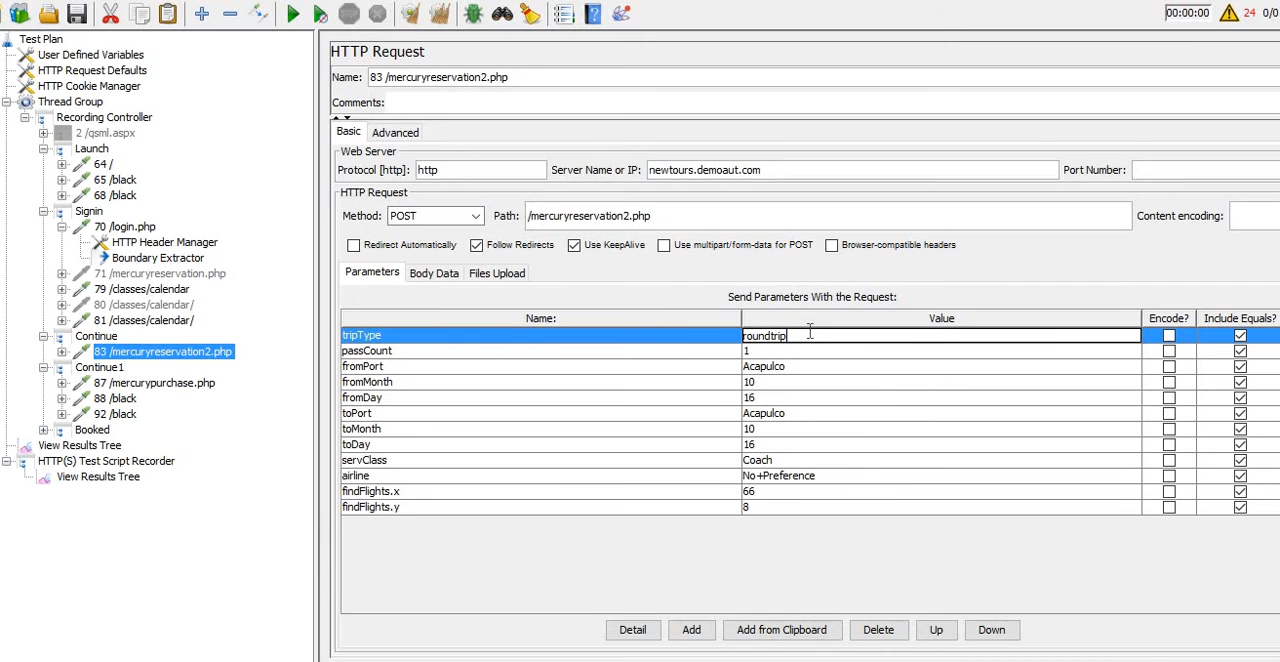 00:00:00 24 0/0
Test Plan
User Defined Variables
HTTP Request Defaults
HTTP Cookie Manager
Thread Group
Recording Controller
2 /qsml.aspx
Launch
64 /
65 /black
68 /black
Signin
70 /login.php
HTTP Header Manager
Boundary Extractor
71 /mercuryreservation.php
79 /classes/calendar
80 /classes/calendar/
81 /classes/calendar/
Continue
83 /mercuryreservation2.php
Continue1
87 /mercurypurchase.php
88 /black
92 /black
Booked
View Results Tree
HTTP(S) Test Script Recorder
View Results Tree
HTTP Request
Name: 83 /mercuryreservation2.php
Comments:
Basic Advanced
Web Server
Protocol [http]: http Server Name or IP: newtours.demoaut.com Port Number:
HTTP Request
Method: POST Path: /mercuryreservation2.php Content encoding:
Redirect Automatically Follow Redirects Use KeepAlive Use multipart/form-data for POST Browser-compatible headers
Parameters Body Data Files Upload
Send Parameters With the Request:
Name: Value Encode? Include Equals?
tripType roundtrip
passCount 1
fromPort Acapulco
fromMonth 10
fromDay 16
toPort Acapulco
toMonth 10
toDay 16
servClass Coach
airline No+Preference
findFlights.x 66
findFlights.y 8
Detail Add Add from Clipboard Delete Up Down